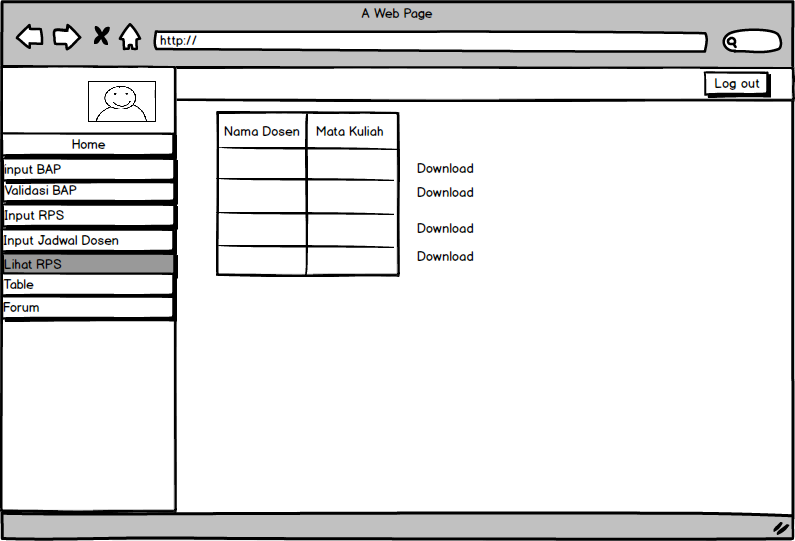 A Web Page
http://
Log out
Home
input BAP
Validasi BAP
Input RPS
Input Jadwal Dosen
Lihat RPS
Table
Forum
Nama Dosen Mata Kuliah
Download
Download
Download
Download